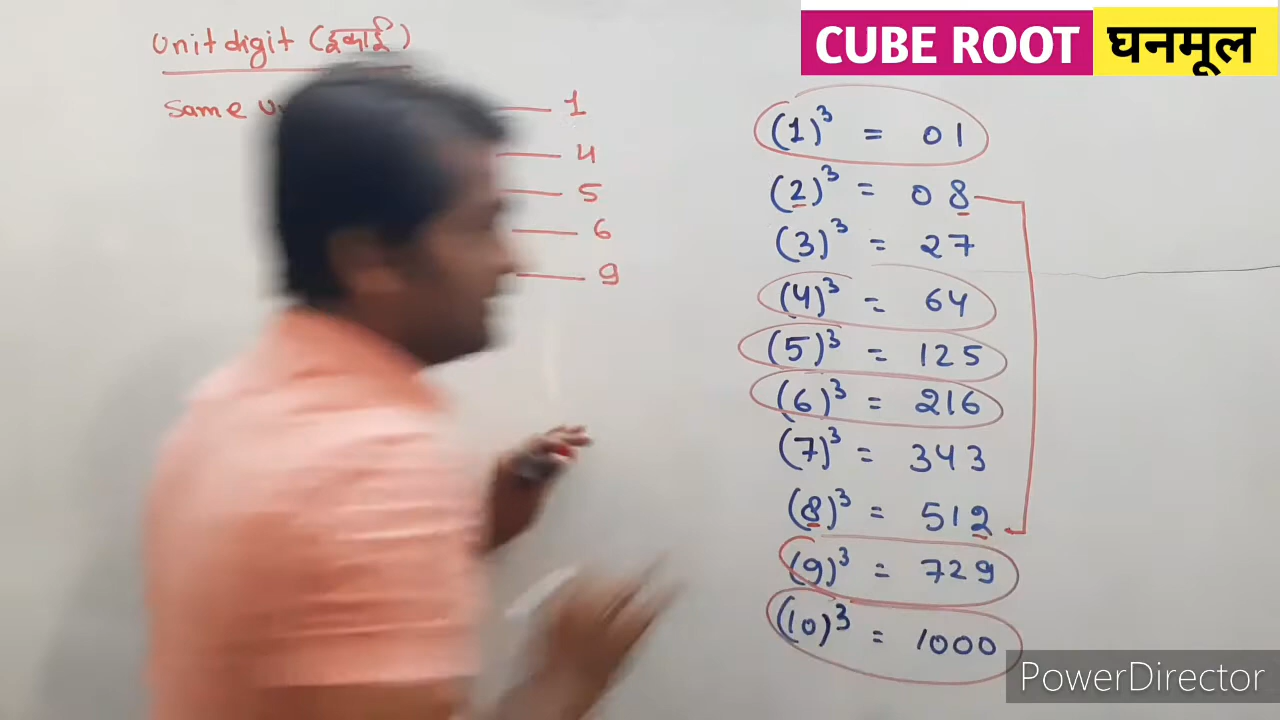 CUBE ROOT घनमूल
Unit digit (इकाई)
Same
1
4
5
6
9
(1)³ = 01
(2)³ = 08
(3)³ = 27
(4)³ = 64
(5)³ = 125
(6)³ = 216
(7)³ = 343
(8)³ = 512
(9)³ = 729
(10)³ = 1000
PowerDirector